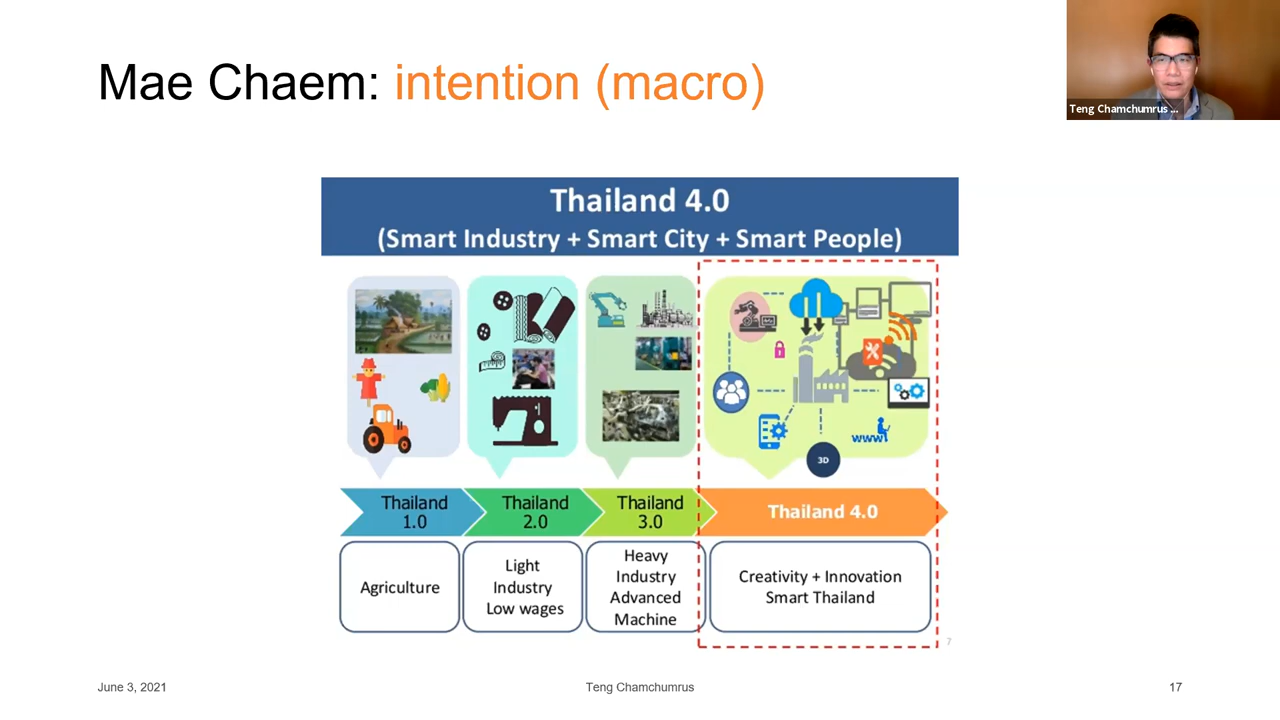 Mae Chaem: intention (macro)
Teng Chamchumrus ...
Thailand 4.0
(Smart Industry + Smart City + Smart People)
www
3D
Thailand
1.0
Thailand
2.0
Thailand
3.0
Thailand 4.0
Agriculture
Light
Industry
Low wages
Heavy
Industry
Advanced
Machine
Creativity + Innovation
Smart Thailand
7
June 3, 2021
Teng Chamchumrus
17